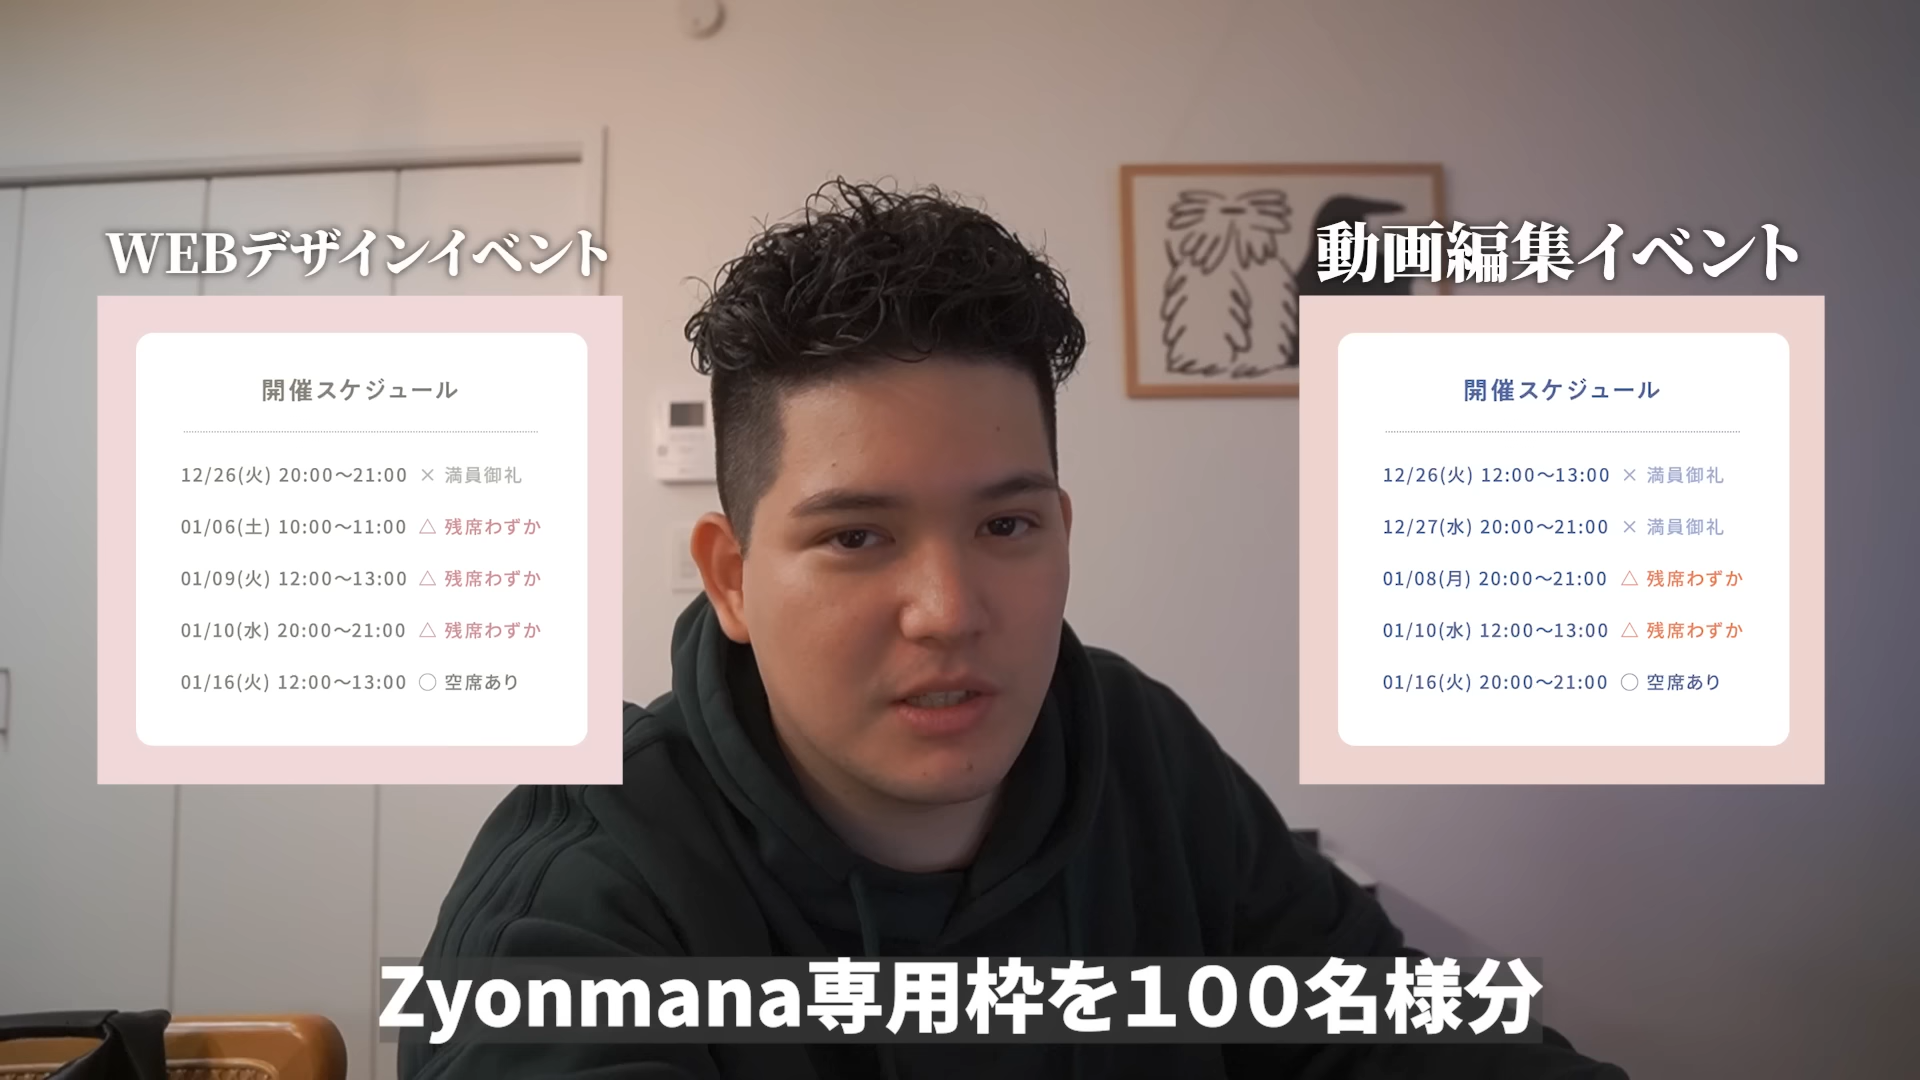 WEBデザインイベント
開催スケジュール
12/26(火) 20:00〜21:00 × 満員御礼
01/06(土) 10:00〜11:00 △ 残席わずか
01/09(火) 12:00〜13:00 △ 残席わずか
01/10(水) 20:00〜21:00 △ 残席わずか
01/16(火) 12:00〜13:00 〇 空席あり
動画編集イベント
開催スケジュール
12/26(火) 12:00〜13:00 × 満員御礼
12/27(水) 20:00〜21:00 × 満員御礼
01/08(月) 20:00〜21:00 △ 残席わずか
01/10(水) 12:00〜13:00 △ 残席わずか
01/16(火) 20:00〜21:00 〇 空席あり
Zyonmana専用枠を100名様分